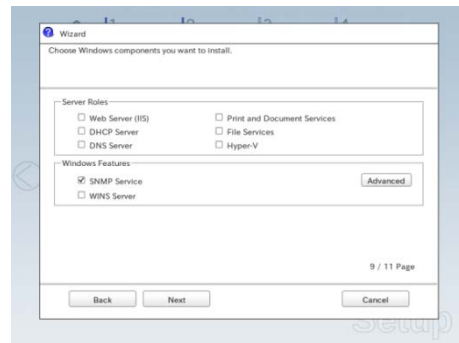 Wizard
Choose Windows components you want to install.
Server Roles
Web Server (IIS)
Print and Document Services
DHCP Server
File Services
DNS Server
Hyper-V
Windows Features
SNMP Service
Advanced
WINS Server
9 / 11 Page
Back
Next
Cancel
Setup